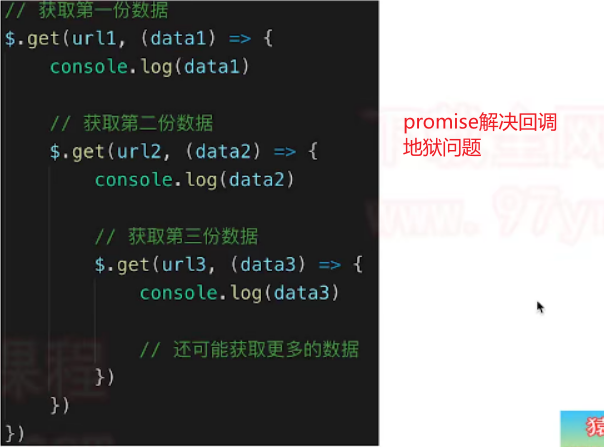 // 获取第一份数据
$.get(url1, (data1) => {
    console.log(data1)
    // 获取第二份数据
    $.get(url2, (data2) => {
        console.log(data2)
        // 获取第三份数据
        $.get(url3, (data3) => {
            console.log(data3)
            // 还可能获取更多的数据
        })
    })
})
promise解决回调
地狱问题
课程